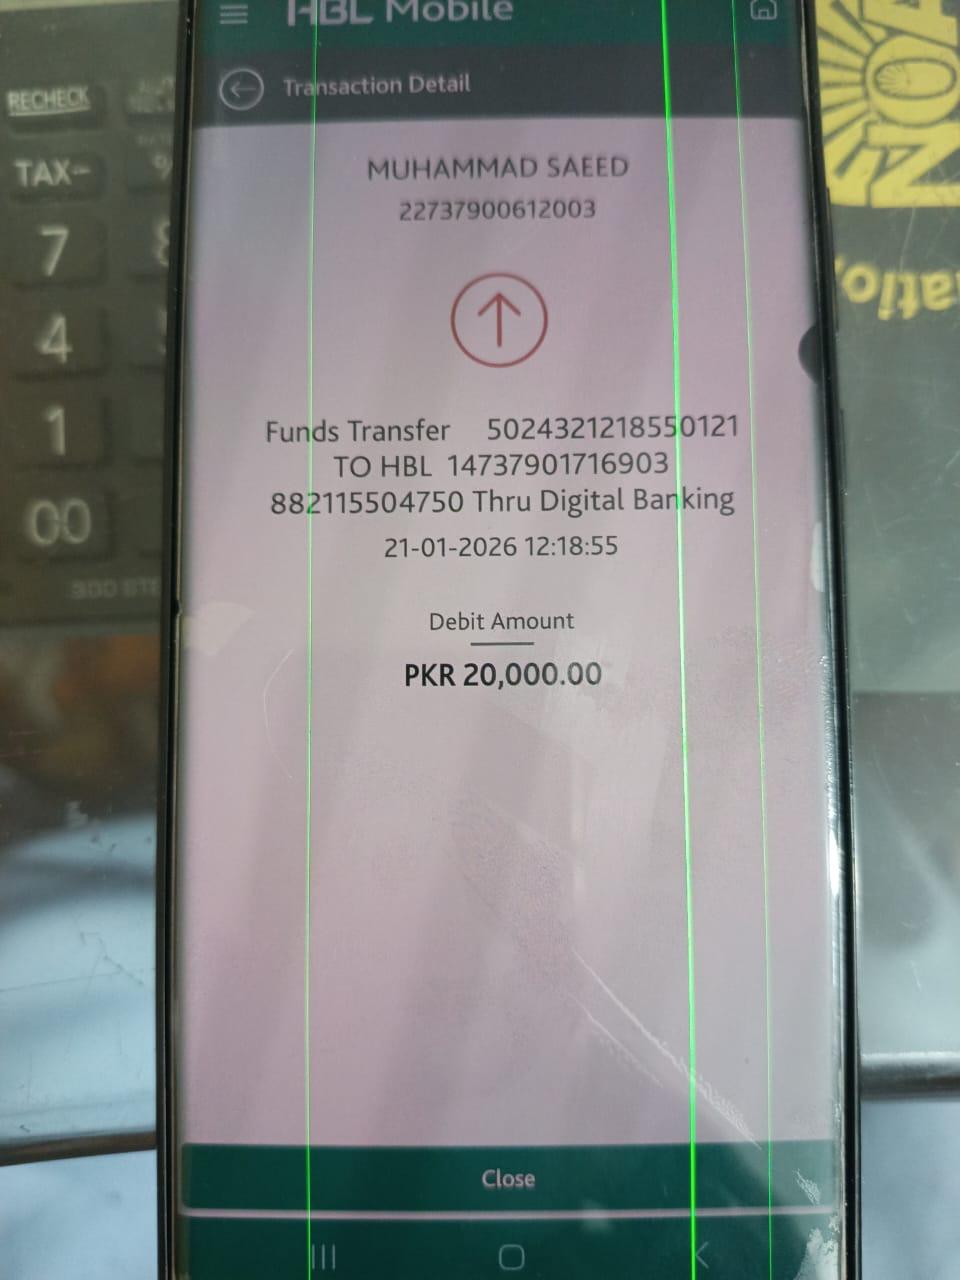 HBL Mobile
Transaction Detail
MUHAMMAD SAEED
22737900612003
Funds Transfer 5024321218550121
TO HBL 14737901716903
882115504750 Thru Digital Banking
21-01-2026 12:18:55
Debit Amount
PKR 20,000.00
Close
RECHECK
TAX-
7
4
1
00